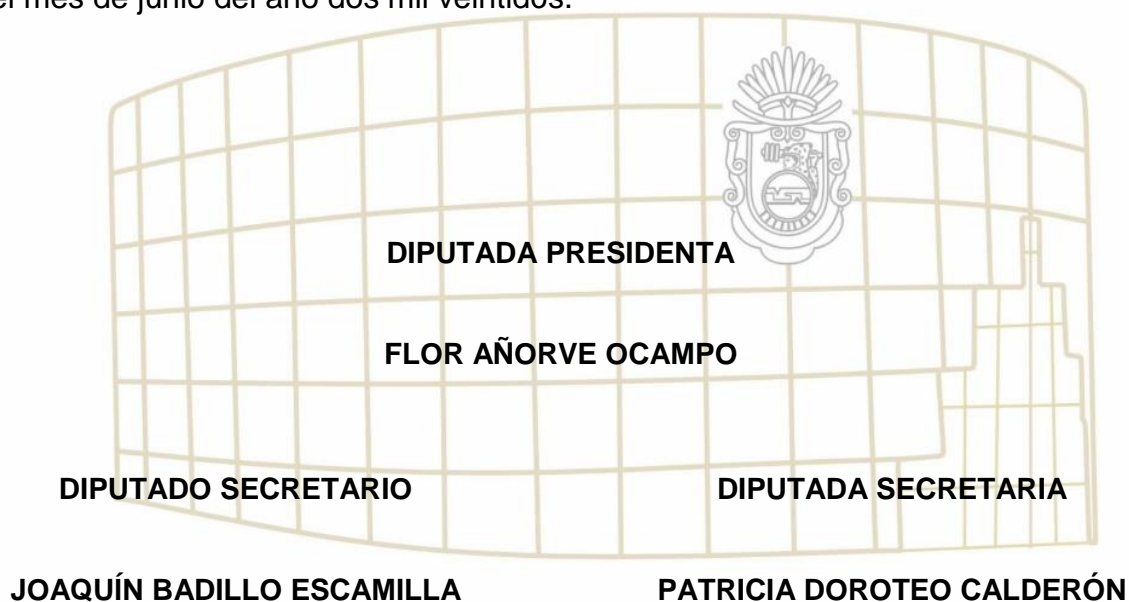 el mes de junio del año dos mil veintidós.
DIPUTADA PRESIDENTA
FLOR AÑORVE OCAMPO
DIPUTADO SECRETARIO DIPUTADA SECRETARIA
JOAQUÍN BADILLO ESCAMILLA PATRICIA DOROTEO CALDERÓN